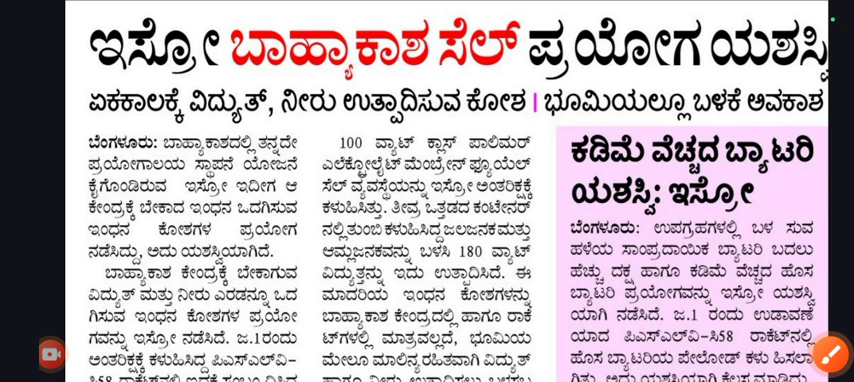 ಇಸ್ರೋ ಬಾಹ್ಯಾಕಾಶ ಸೆಲ್ ಪ್ರಯೋಗ ಯಶಸ್ವಿ
ಏಕಕಾಲಕ್ಕೆ ವಿದ್ಯುತ್, ನೀರು ಉತ್ಪಾದಿಸುವ ಕೋಶ | ಭೂಮಿಯಲ್ಲೂ ಬಳಕೆ ಅವಕಾಶ
ಬೆಂಗಳೂರು: ಬಾಹ್ಯಾಕಾಶದಲ್ಲಿ ತನ್ನದೇ
ಪ್ರಯೋಗಾಲಯ ಸ್ಥಾಪನೆ ಯೋಜನೆ
ಕೈಗೊಂಡಿರುವ ಇಸ್ರೋ ಇದೀಗ ಆ
ಕೇಂದ್ರಕ್ಕೆ ಬೇಕಾದ ಇಂಧನ ಒದಗಿಸುವ
ಇಂಧನ ಕೋಶಗಳ ಪ್ರಯೋಗ
ನಡೆಸಿದ್ದು, ಅದು ಯಶಸ್ವಿಯಾಗಿದೆ.
ಬಾಹ್ಯಾಕಾಶ ಕೇಂದ್ರಕ್ಕೆ ಬೇಕಾಗುವ
ವಿದ್ಯುತ್ ಮತ್ತು ನೀರು ಎರಡನ್ನೂ ಒದ
ಗಿಸುವ ಇಂಧನ ಕೋಶಗಳ ಪ್ರಯೋ
ಗವನ್ನು ಇಸ್ರೋ ನಡೆಸಿದೆ. ಜ.1ರಂದು
ಅಂತರಿಕ್ಷಕ್ಕೆ ಕಳುಹಿಸಿದ್ದ ಪಿಎಸ್‌ಎಲ್‌ವಿ-
100 ವ್ಯಾಟ್ ಕ್ಲಾಸ್ ಪಾಲಿಮರ್
ಎಲೆಕ್ಟ್ರೋಲೈಟ್ ಮೆಂಬ್ರೇನ್ ಫ್ಯೂಯೆಲ್
ಸೆಲ್ ವ್ಯವಸ್ಥೆಯನ್ನು ಇಸ್ರೋ ಅಂತರಿಕ್ಷಕ್ಕೆ
ಕಳುಹಿಸಿತ್ತು. ತೀವ್ರ ಒತ್ತಡದ ಕಂಟೇನರ್
ನಲ್ಲಿ ತುಂಬಿ ಕಳುಹಿಸಿದ್ದ ಜಲಜನಕ ಮತ್ತು
ಆಮ್ಲಜನಕವನ್ನು ಬಳಸಿ 180 ವ್ಯಾಟ್
ವಿದ್ಯುತ್ತನ್ನು ಇದು ಉತ್ಪಾದಿಸಿದೆ. ಈ
ಮಾದರಿಯ ಇಂಧನ ಕೋಶಗಳನ್ನು
ಬಾಹ್ಯಾಕಾಶ ಕೇಂದ್ರದಲ್ಲಿ ಹಾಗೂ ರಾಕೆ
ಟ್‌ಗಳಲ್ಲಿ ಮಾತ್ರವಲ್ಲದೆ, ಭೂಮಿಯ
ಮೇಲೂ ಮಾಲಿನ್ಯರಹಿತವಾಗಿ ವಿದ್ಯುತ್
ಕಡಿಮೆ ವೆಚ್ಚದ ಬ್ಯಾಟರಿ
ಯಶಸ್ವಿ: ಇಸ್ರೋ
ಬೆಂಗಳೂರು: ಉಪಗ್ರಹಗಳಲ್ಲಿ ಬಳ ಸುವ
ಹಳೆಯ ಸಾಂಪ್ರದಾಯಿಕ ಬ್ಯಾಟರಿ ಬದಲು
ಹೆಚ್ಚು ದಕ್ಷ ಹಾಗೂ ಕಡಿಮೆ ವೆಚ್ಚದ ಹೊಸ
ಬ್ಯಾಟರಿ ಪ್ರಯೋಗವನ್ನು ಇಸ್ರೋ ಯಶಸ್ವಿ
ಯಾಗಿ ನಡೆಸಿದೆ. ಜ.1 ರಂದು ಉಡಾವಣೆ
ಯಾದ ಪಿಎಸ್‌ಎಲ್‌ವಿ-ಸಿ58 ರಾಕೆಟ್‌ನಲ್ಲಿ
ಹೊಸ ಬ್ಯಾಟರಿಯ ಪೇಲೋಡ್ ಕಳು ಹಿಸಲಾ